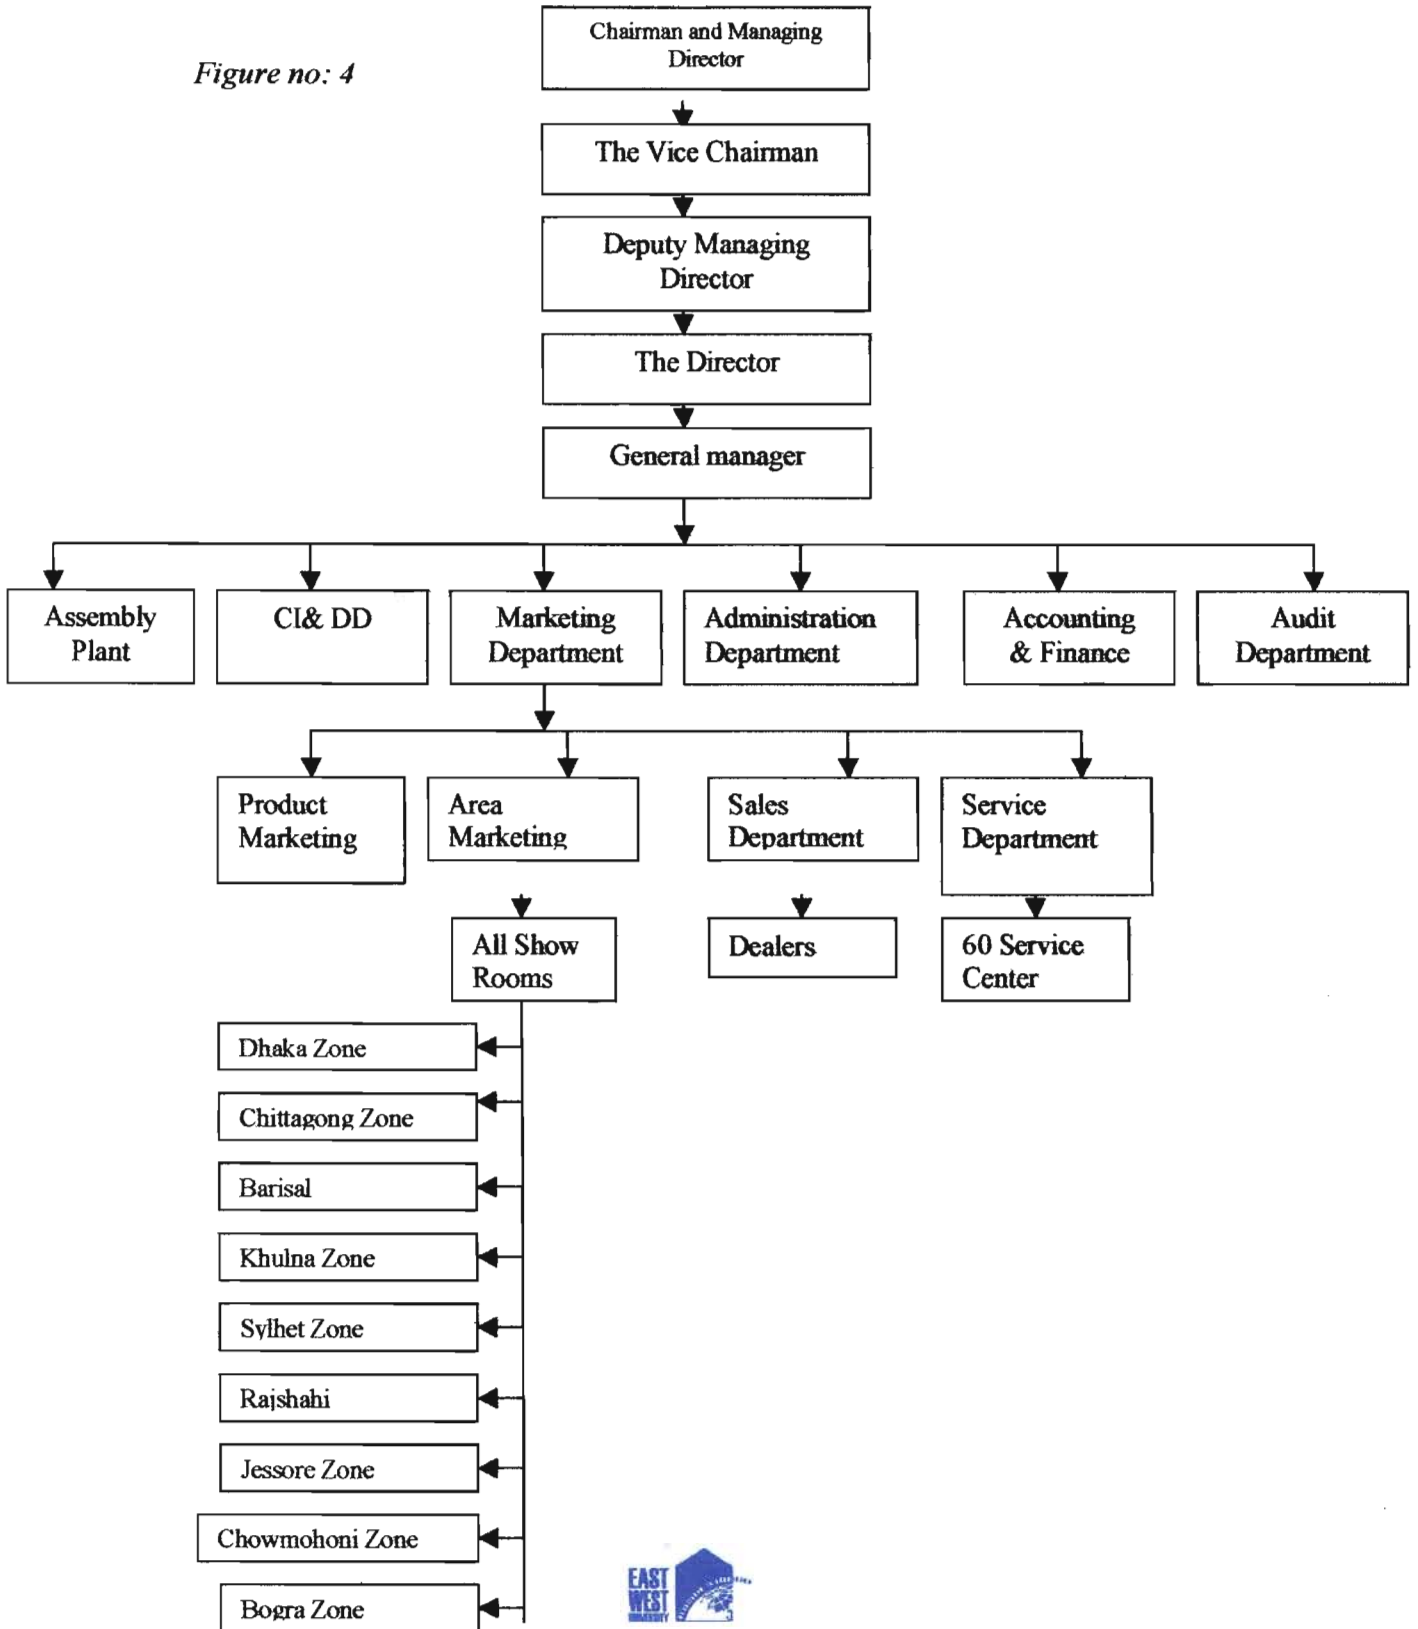 Chairman and Managing
Director
Figure no: 4
The Vice Chairman
Deputy Managing
Director
The Director
General manager
Assembly
Plant
CI& DD
Marketing
Department
Administration
Department
Accounting
& Finance
Audit
Department
Product
Marketing
Area
Marketing
Sales
Department
Service
Department
All Show
Rooms
Dealers
60 Service
Center
Dhaka Zone
Chittagong Zone
Barisal
Khulna Zone
Sylhet Zone
Rajshahi
Jessore Zone
Chowmohoni Zone
Bogra Zone
EAST
WEST
UNIVERSITY